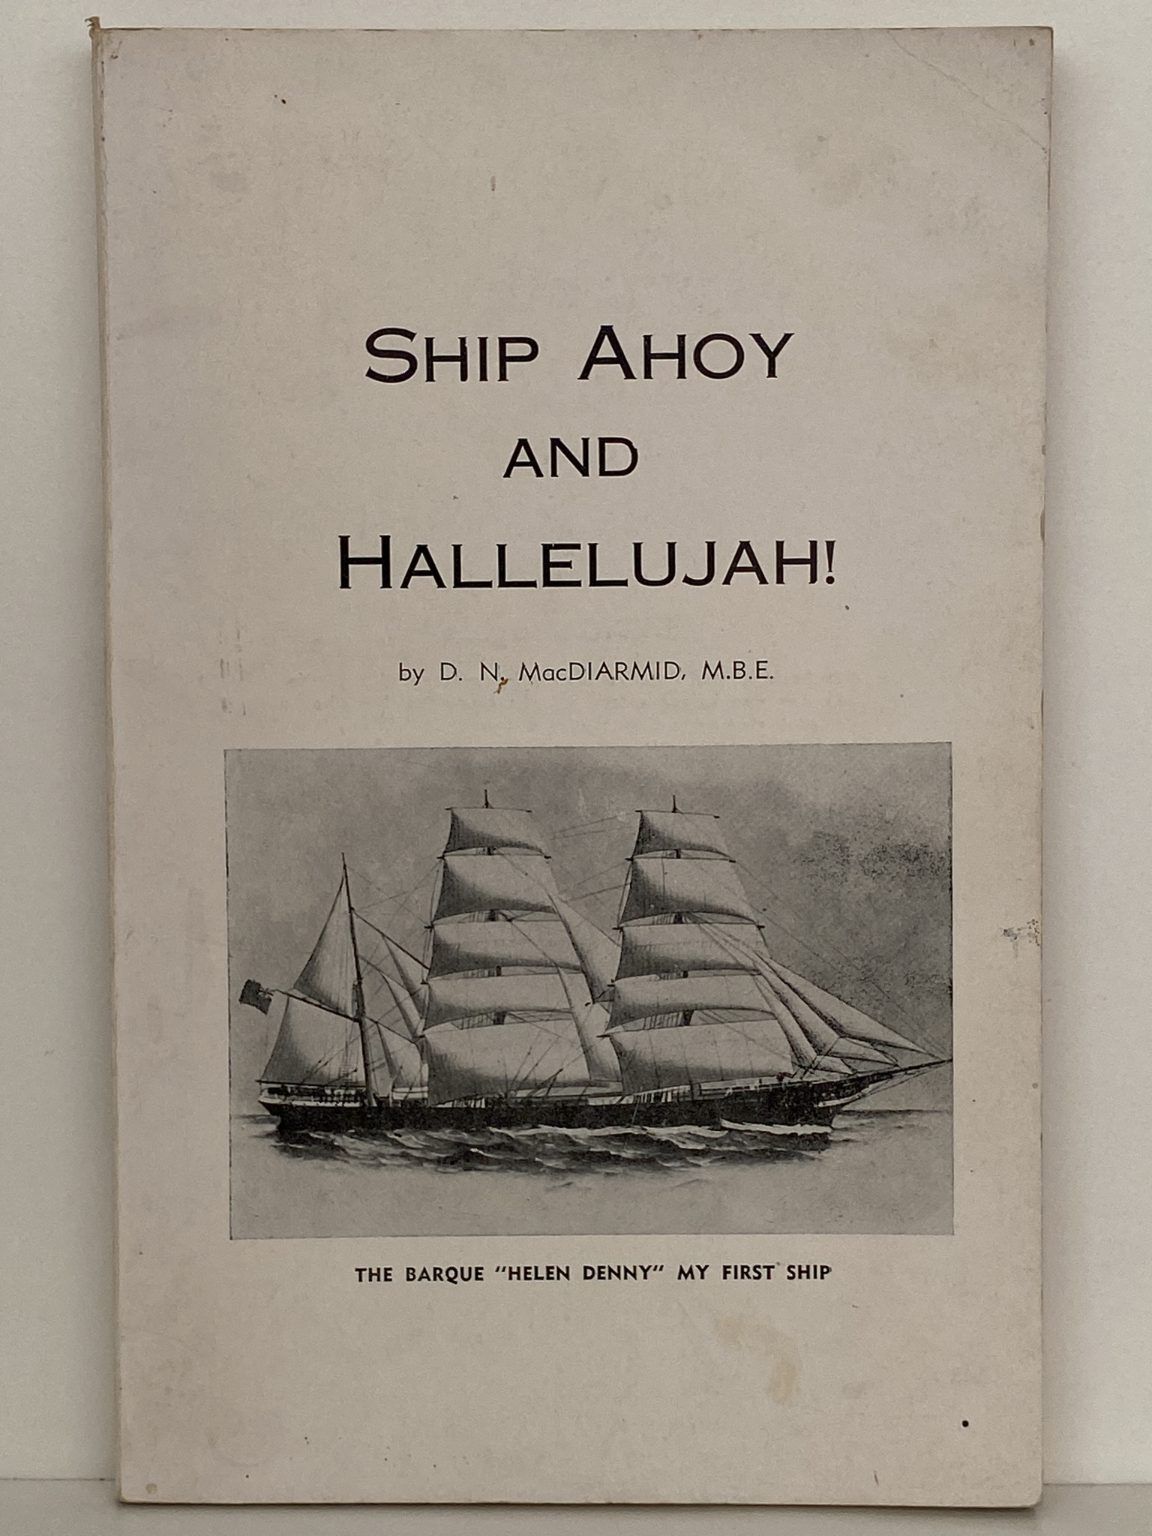 SHIP AHOY
AND
HALLELUJAH!
by D. N. MacDIARMID, M.B.E.
THE BARQUE "HELEN DENNY" MY FIRST SHIP